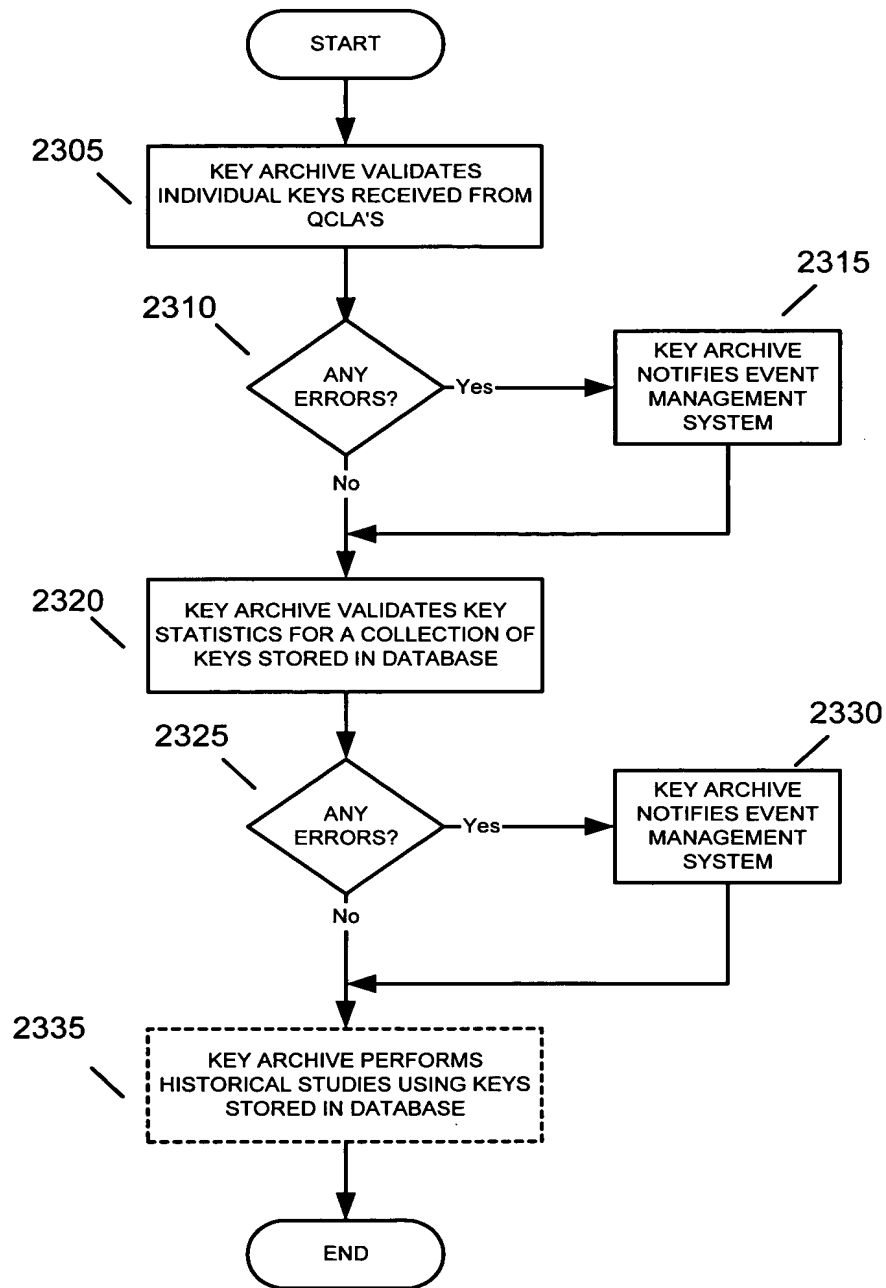 START
2305
KEY ARCHIVE VALIDATES
INDIVIDUAL KEYS RECEIVED FROM
QCLA'S
2310
ANY
ERRORS?
Yes
2315
KEY ARCHIVE
NOTIFIES EVENT
MANAGEMENT
SYSTEM
No
2320
KEY ARCHIVE VALIDATES KEY
STATISTICS FOR A COLLECTION OF
KEYS STORED IN DATABASE
2325
ANY
ERRORS?
Yes
2330
KEY ARCHIVE
NOTIFIES EVENT
MANAGEMENT
SYSTEM
No
2335
KEY ARCHIVE PERFORMS
HISTORICAL STUDIES USING KEYS
STORED IN DATABASE
END